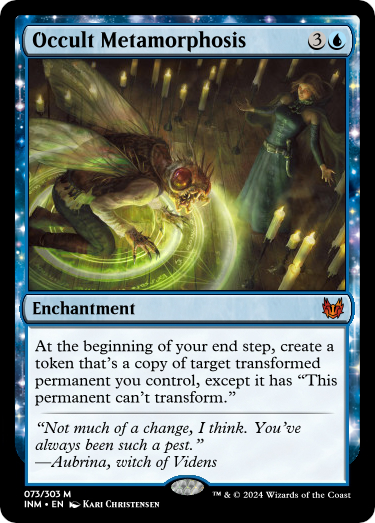 Occult Metamorphosis 3
Enchantment
At the beginning of your end step, create a
token that's a copy of target transformed
permanent you control, except it has “This
permanent can't transform.”
“Not much of a change, I think. You've
always been such a pest.”
—Aubrina, witch of Videns
073/303 M
INM • EN Kari Christensen
™ & © 2024 Wizards of the Coast